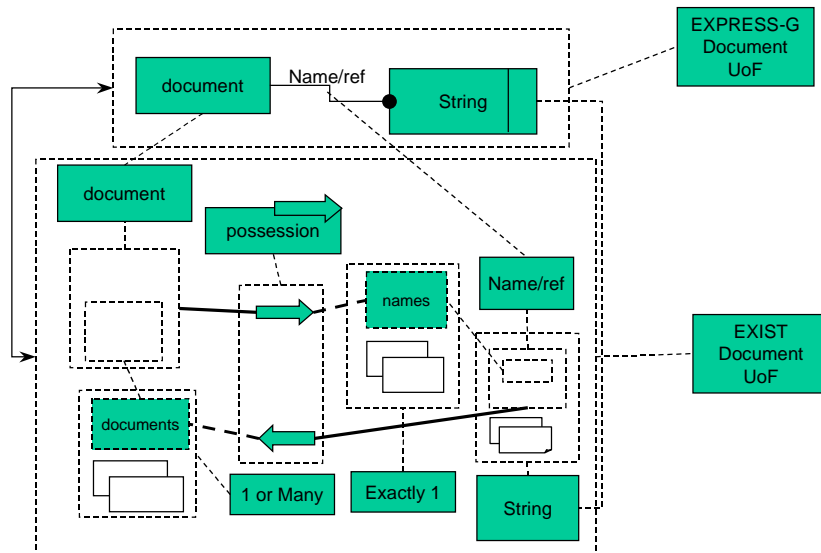 EXPRESS-G
Document
UoF
document
Name/ref
String
document
possession
Name/ref
names
EXIST
Document
UoF
documents
1 or Many
Exactly 1
String